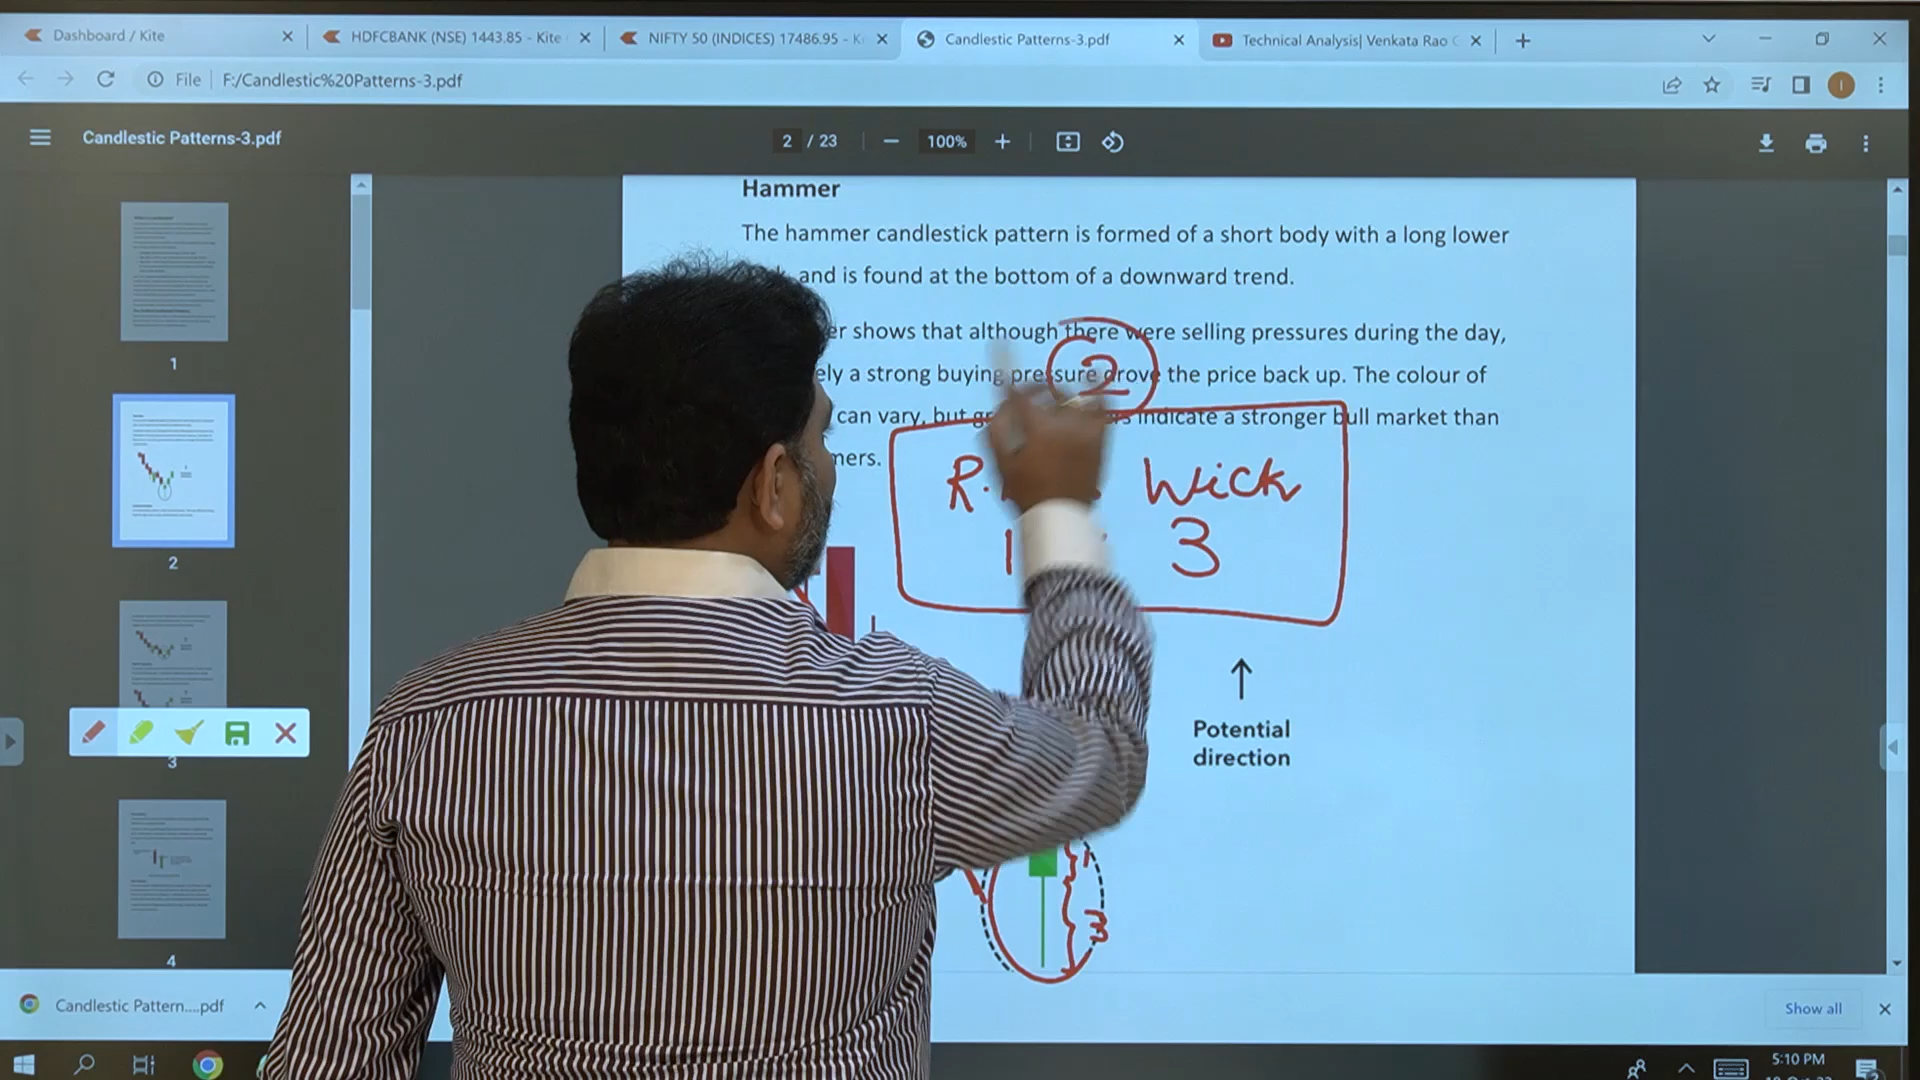 Dashboard / Kite
HDFCBANK (NSE) 1443.85 - Kite
NIFTY 50 (INDICES) 17486.95 - K
Candlestic Patterns-3.pdf
Technical Analysis| Venkata Rao
File
F:/Candlestic%20Patterns-3.pdf
I
Candlestic Patterns-3.pdf
2 / 23
100%
Hammer
The hammer candlestick pattern is formed of a short body with a long lower
and is found at the bottom of a downward trend.
er shows that although there were selling pressures during the day,
ely a strong buying pressure drove the price back up. The colour of
can vary, but indicate a stronger bull market than
mers.
2
R. Wick
1 3
Potential
direction
1
3
1
2
3
4
Candlestic Pattern....pdf
Show all
5:10 PM